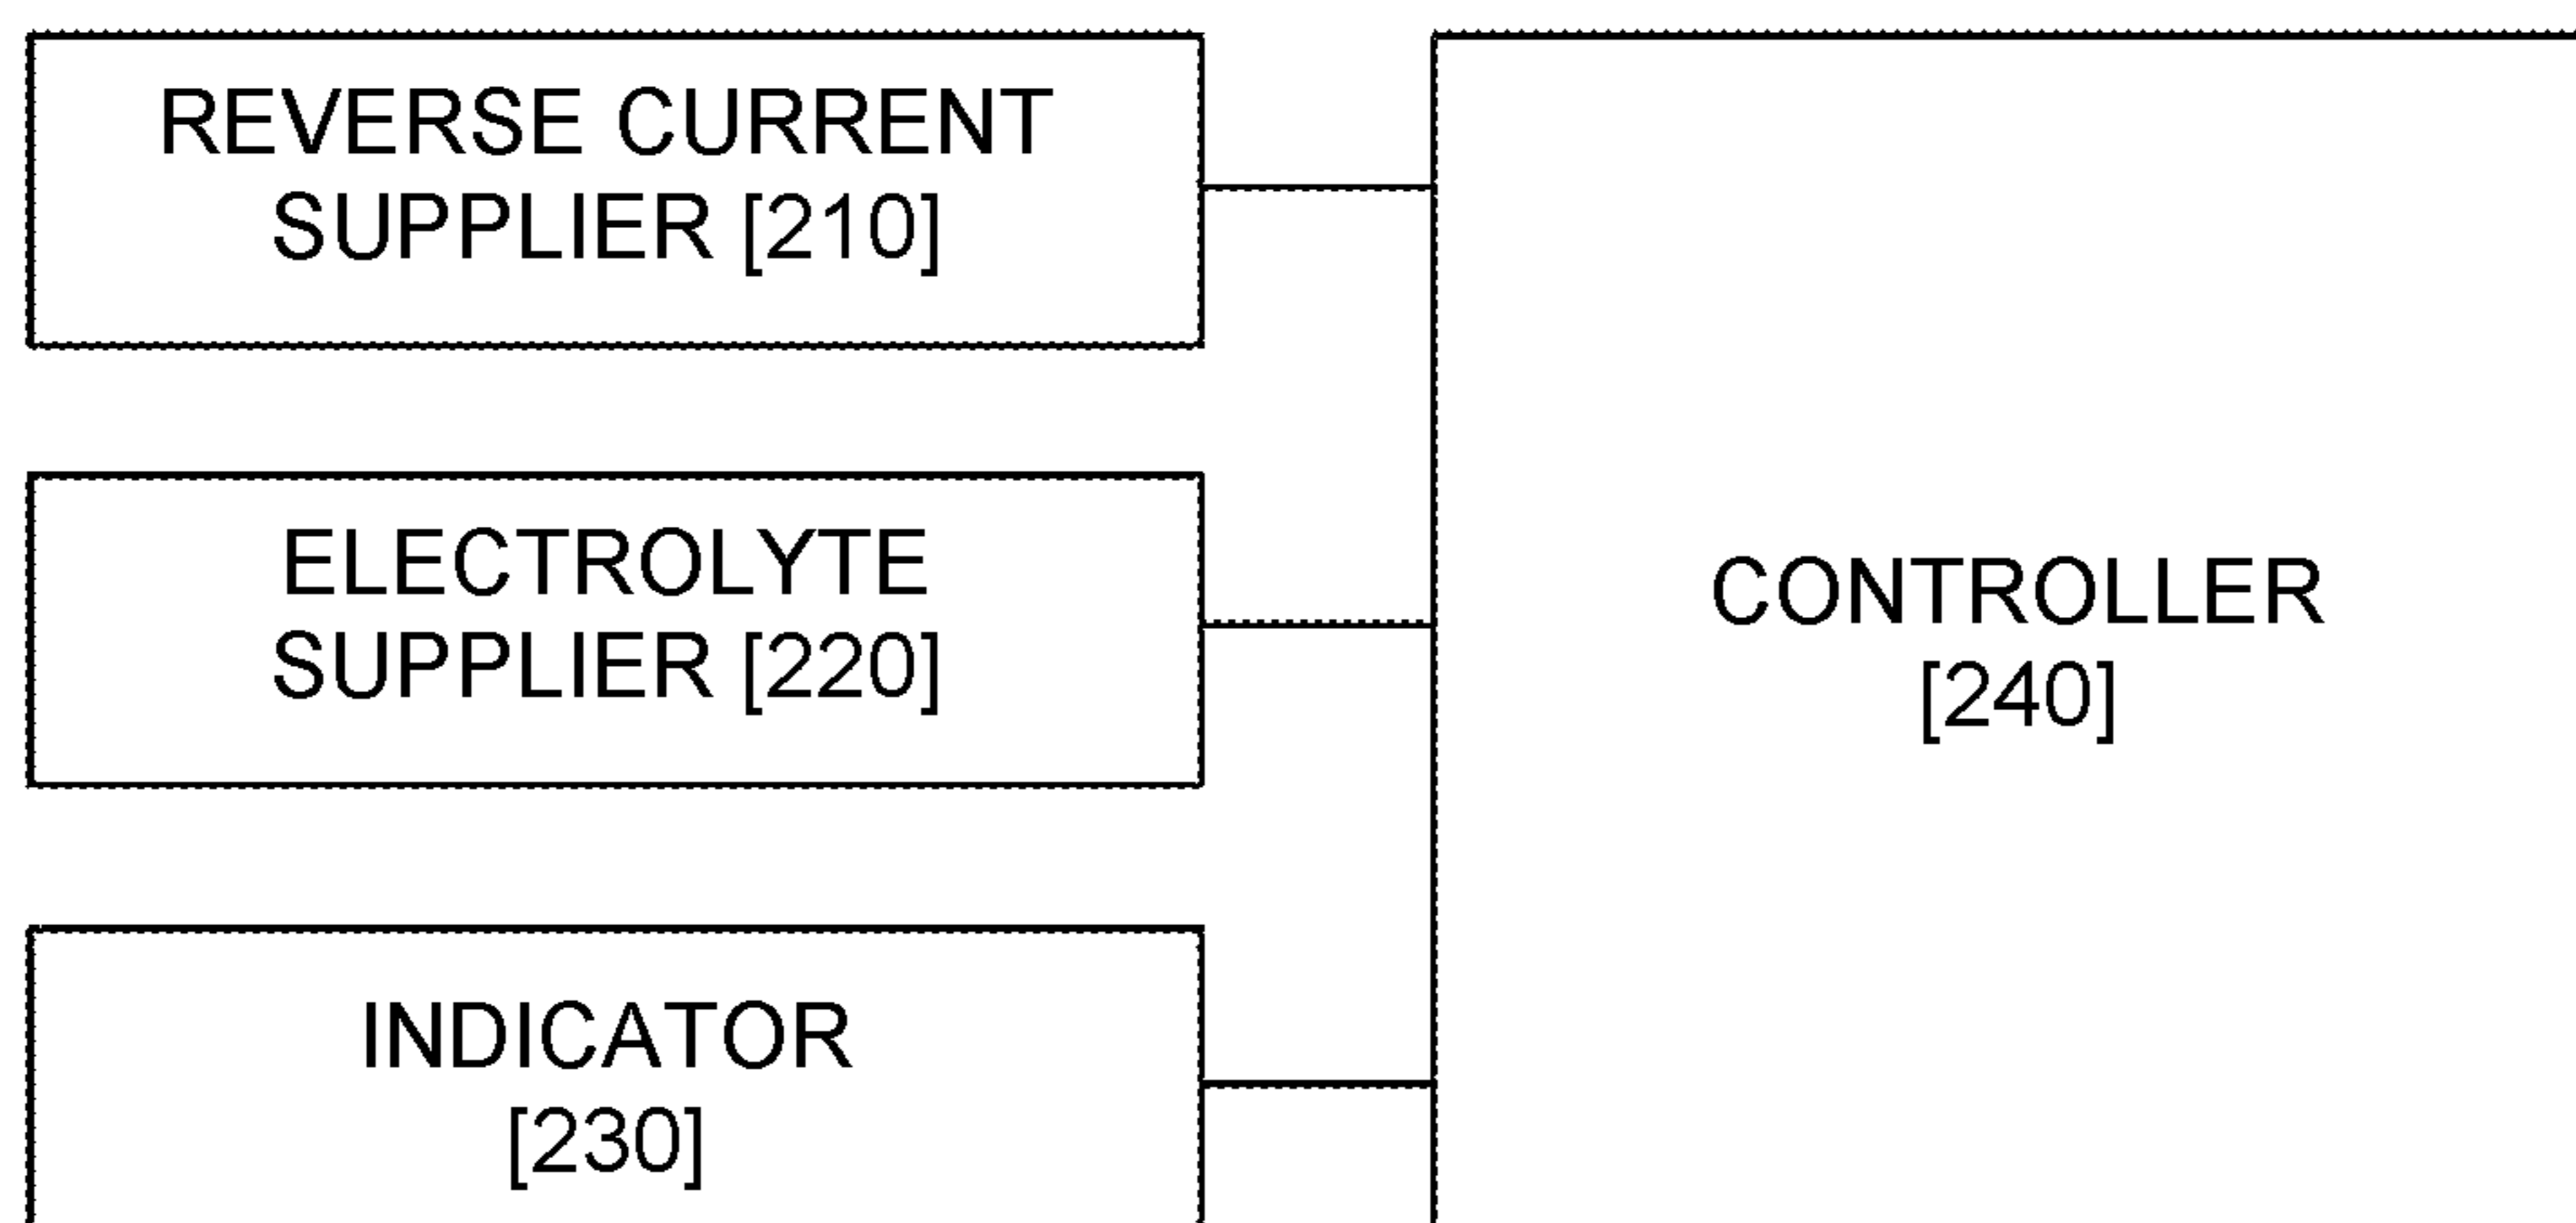 REVERSE CURRENT
SUPPLIER [210]
ELECTROLYTE
SUPPLIER [220]
INDICATOR
[230]
CONTROLLER
[240]